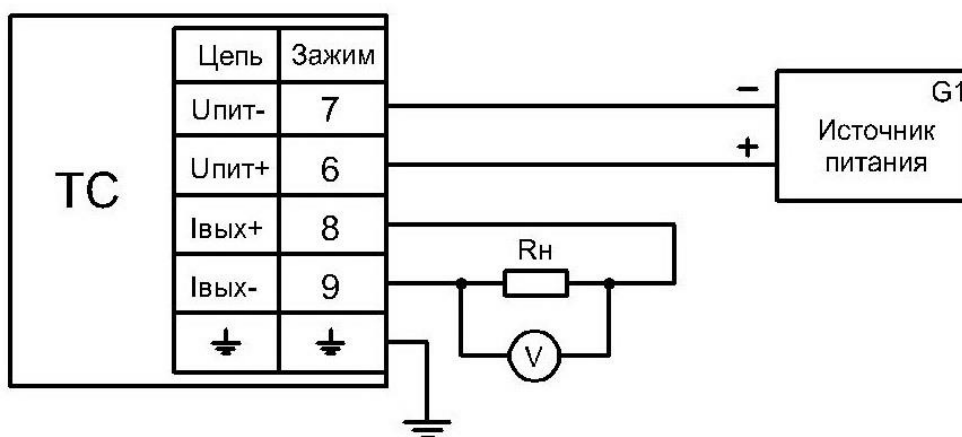 ТС
Цепь Зажим
Uпит- 7
Uпит+ 6
Iвых+ 8
Iвых- 9
− +
G1
Источник
питания
Rн
V